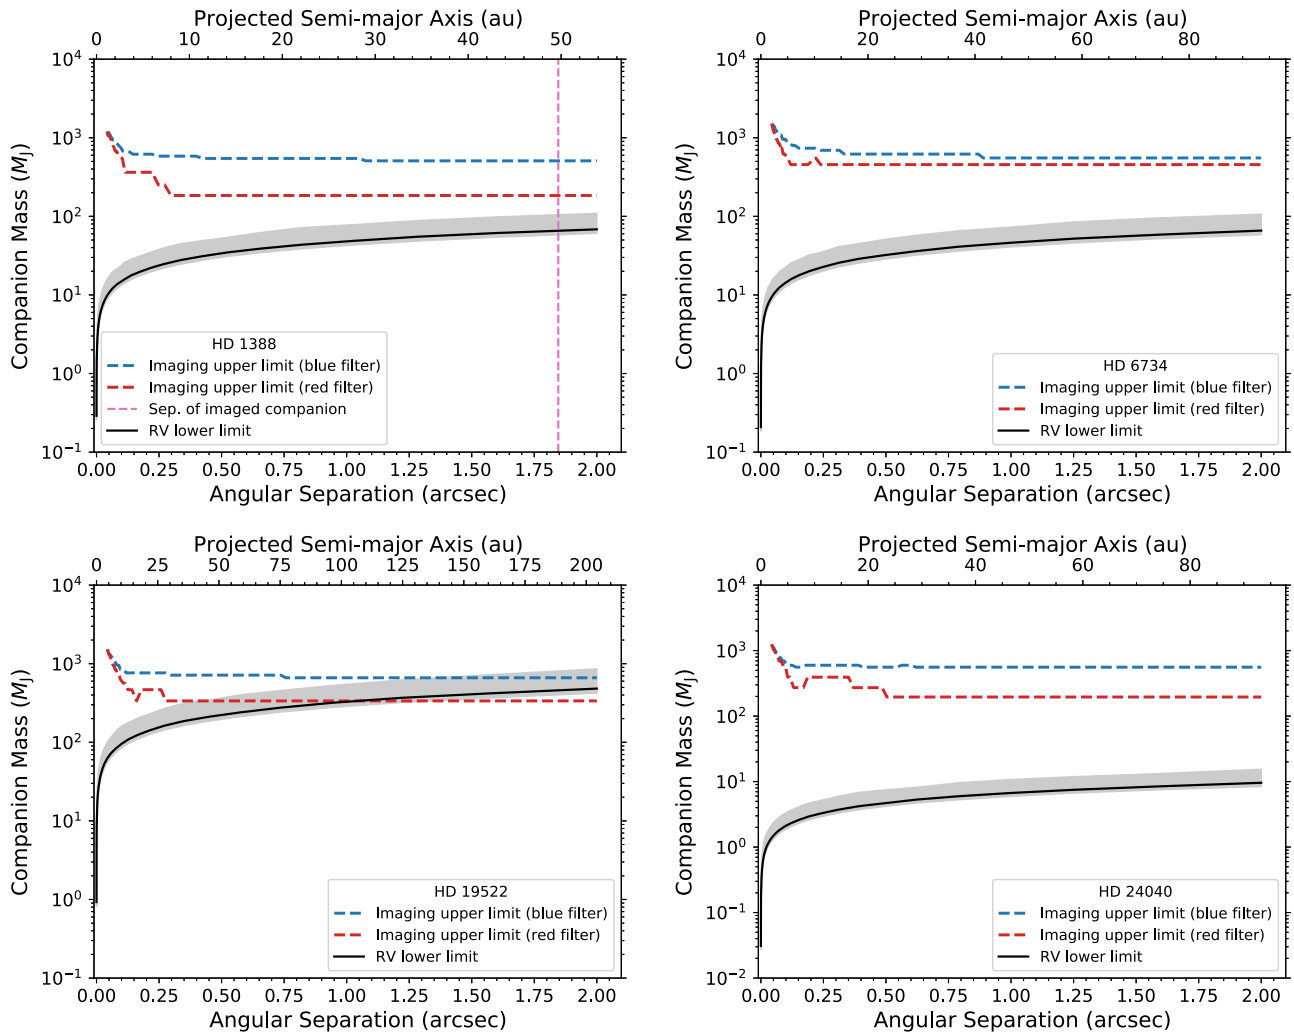 Projected Semi-major Axis (au)
0 10 20 30 40 50
10^4
10^3
10^2
10^1
10^0
10^-1
Companion Mass (M_J)
HD 1388
Imaging upper limit (blue filter)
Imaging upper limit (red filter)
Sep. of imaged companion
RV lower limit
0.00 0.25 0.50 0.75 1.00 1.25 1.50 1.75 2.00
Angular Separation (arcsec)
Projected Semi-major Axis (au)
0 20 40 60 80
10^4
10^3
10^2
10^1
10^0
10^-1
Companion Mass (M_J)
HD 6734
Imaging upper limit (blue filter)
Imaging upper limit (red filter)
RV lower limit
0.00 0.25 0.50 0.75 1.00 1.25 1.50 1.75 2.00
Angular Separation (arcsec)
Projected Semi-major Axis (au)
0 25 50 75 100 125 150 175 200
10^4
10^3
10^2
10^1
10^0
10^-1
Companion Mass (M_J)
HD 19522
Imaging upper limit (blue filter)
Imaging upper limit (red filter)
RV lower limit
0.00 0.25 0.50 0.75 1.00 1.25 1.50 1.75 2.00
Angular Separation (arcsec)
Projected Semi-major Axis (au)
0 20 40 60 80
10^4
10^3
10^2
10^1
10^0
10^-1
10^-2
Companion Mass (M_J)
HD 24040
Imaging upper limit (blue filter)
Imaging upper limit (red filter)
RV lower limit
0.00 0.25 0.50 0.75 1.00 1.25 1.50 1.75 2.00
Angular Separation (arcsec)